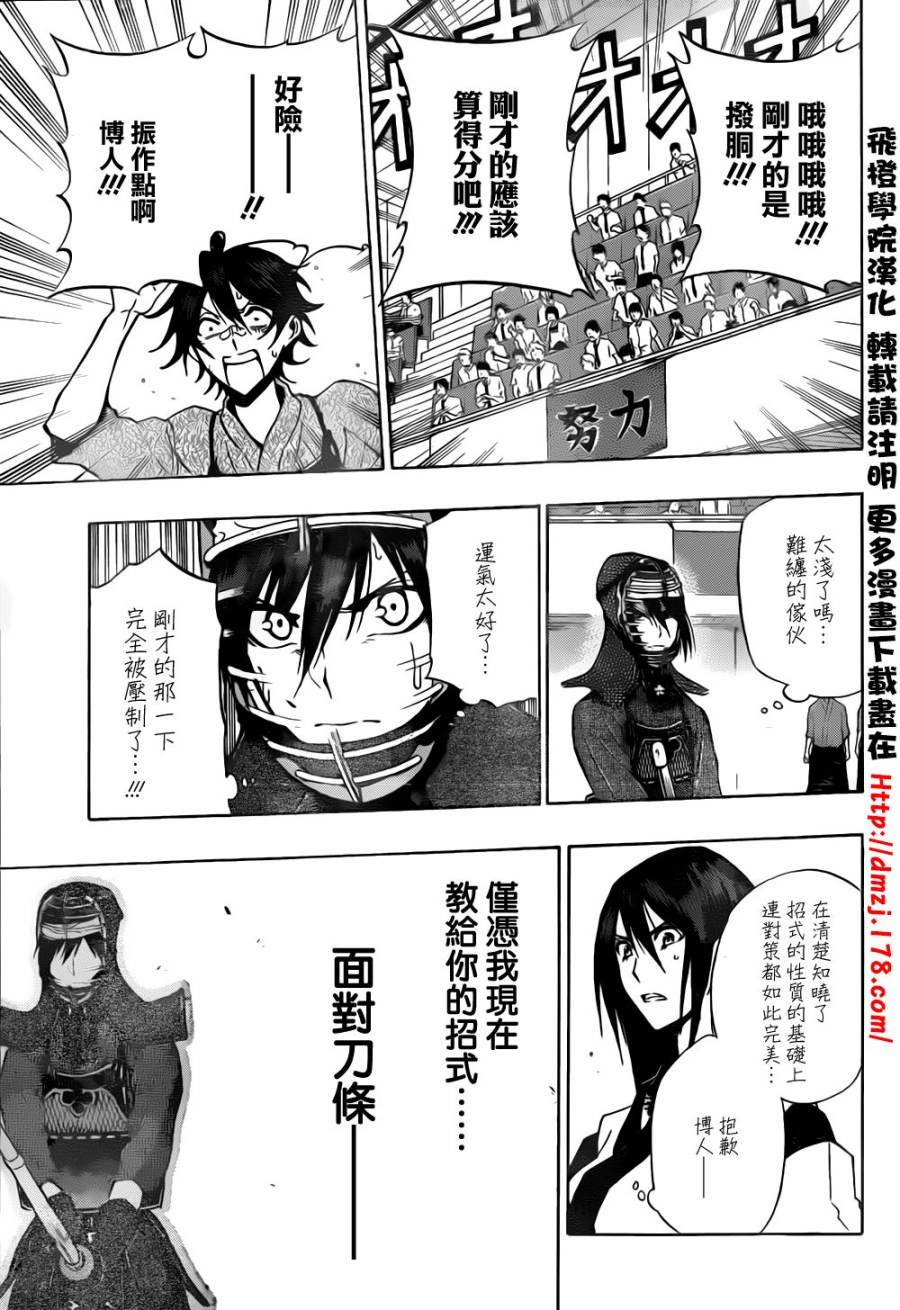 哦哦哦哦!!!
剛才的是
撥胴!!!
剛才的應該
算得分吧!!!
オオオ
努力
好險——!!
振作點啊
博人!!!
太淺了嗎…
難纏的傢伙
運氣太好了…
剛才的那一下
完全被壓制了…!!!
在清楚知曉了
招式的性質的基礎上
連對策都如此完美…
抱歉
博人——
僅憑我現在
教給你的招式……
面對刀條——
飛橙學院漢化 轉載請注明 更多漫畫下載盡在 Http://dmzj.178.com/